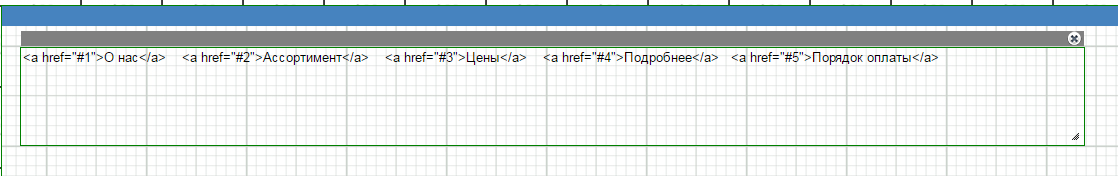 <a href="#1">О нас</a> <a href="#2">Ассортимент</a> <a href="#3">Цены</a> <a href="#4">Подробнее</a> <a href="#5">Порядок оплаты</a>